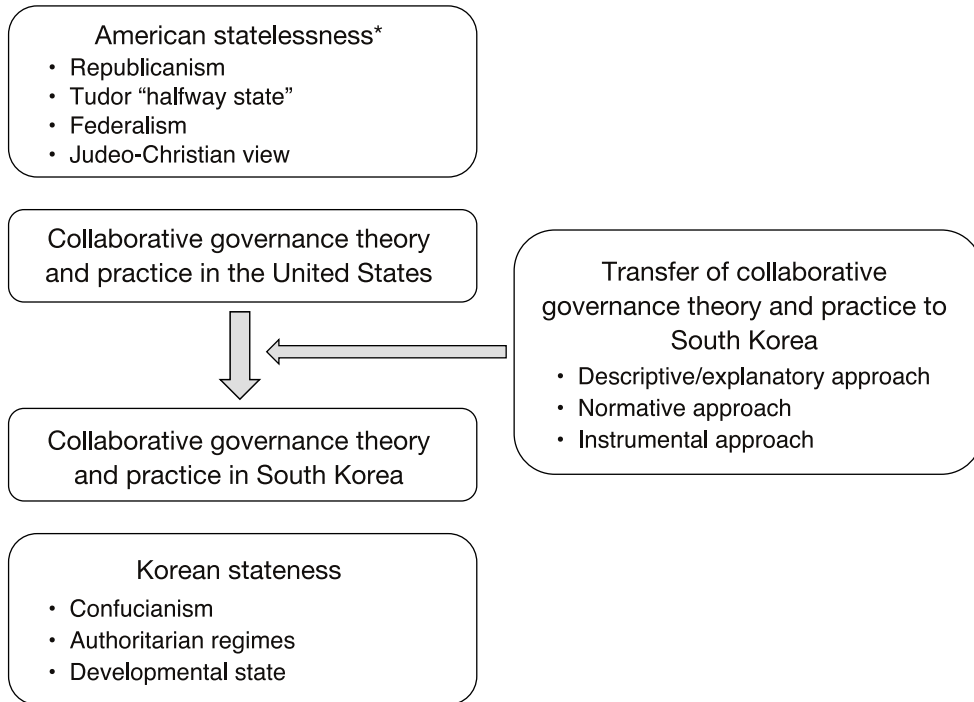 American statelessness*
• Republicanism
• Tudor “halfway state”
• Federalism
• Judeo-Christian view
Collaborative governance theory
and practice in the United States
Transfer of collaborative
governance theory and practice to
South Korea
• Descriptive/explanatory approach
• Normative approach
• Instrumental approach
Collaborative governance theory
and practice in South Korea
Korean stateness
• Confucianism
• Authoritarian regimes
• Developmental state